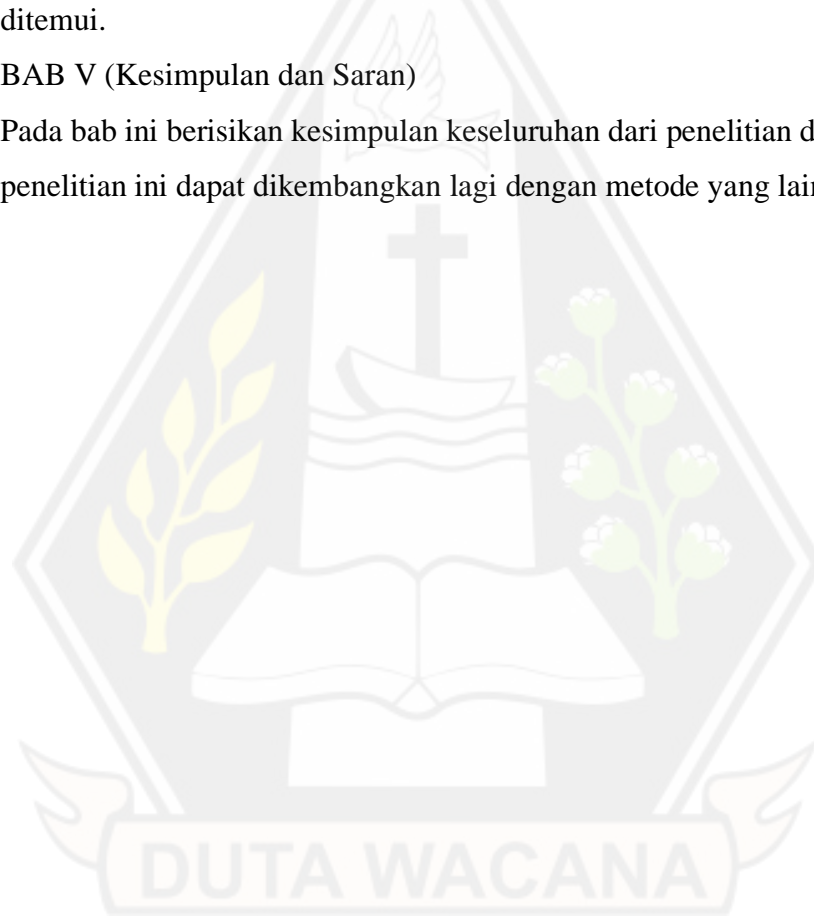 ditemui.
BAB V (Kesimpulan dan Saran)
Pada bab ini berisikan kesimpulan keseluruhan dari penelitian
penelitian ini dapat dikembangkan lagi dengan metode yang
DUTA WACANA